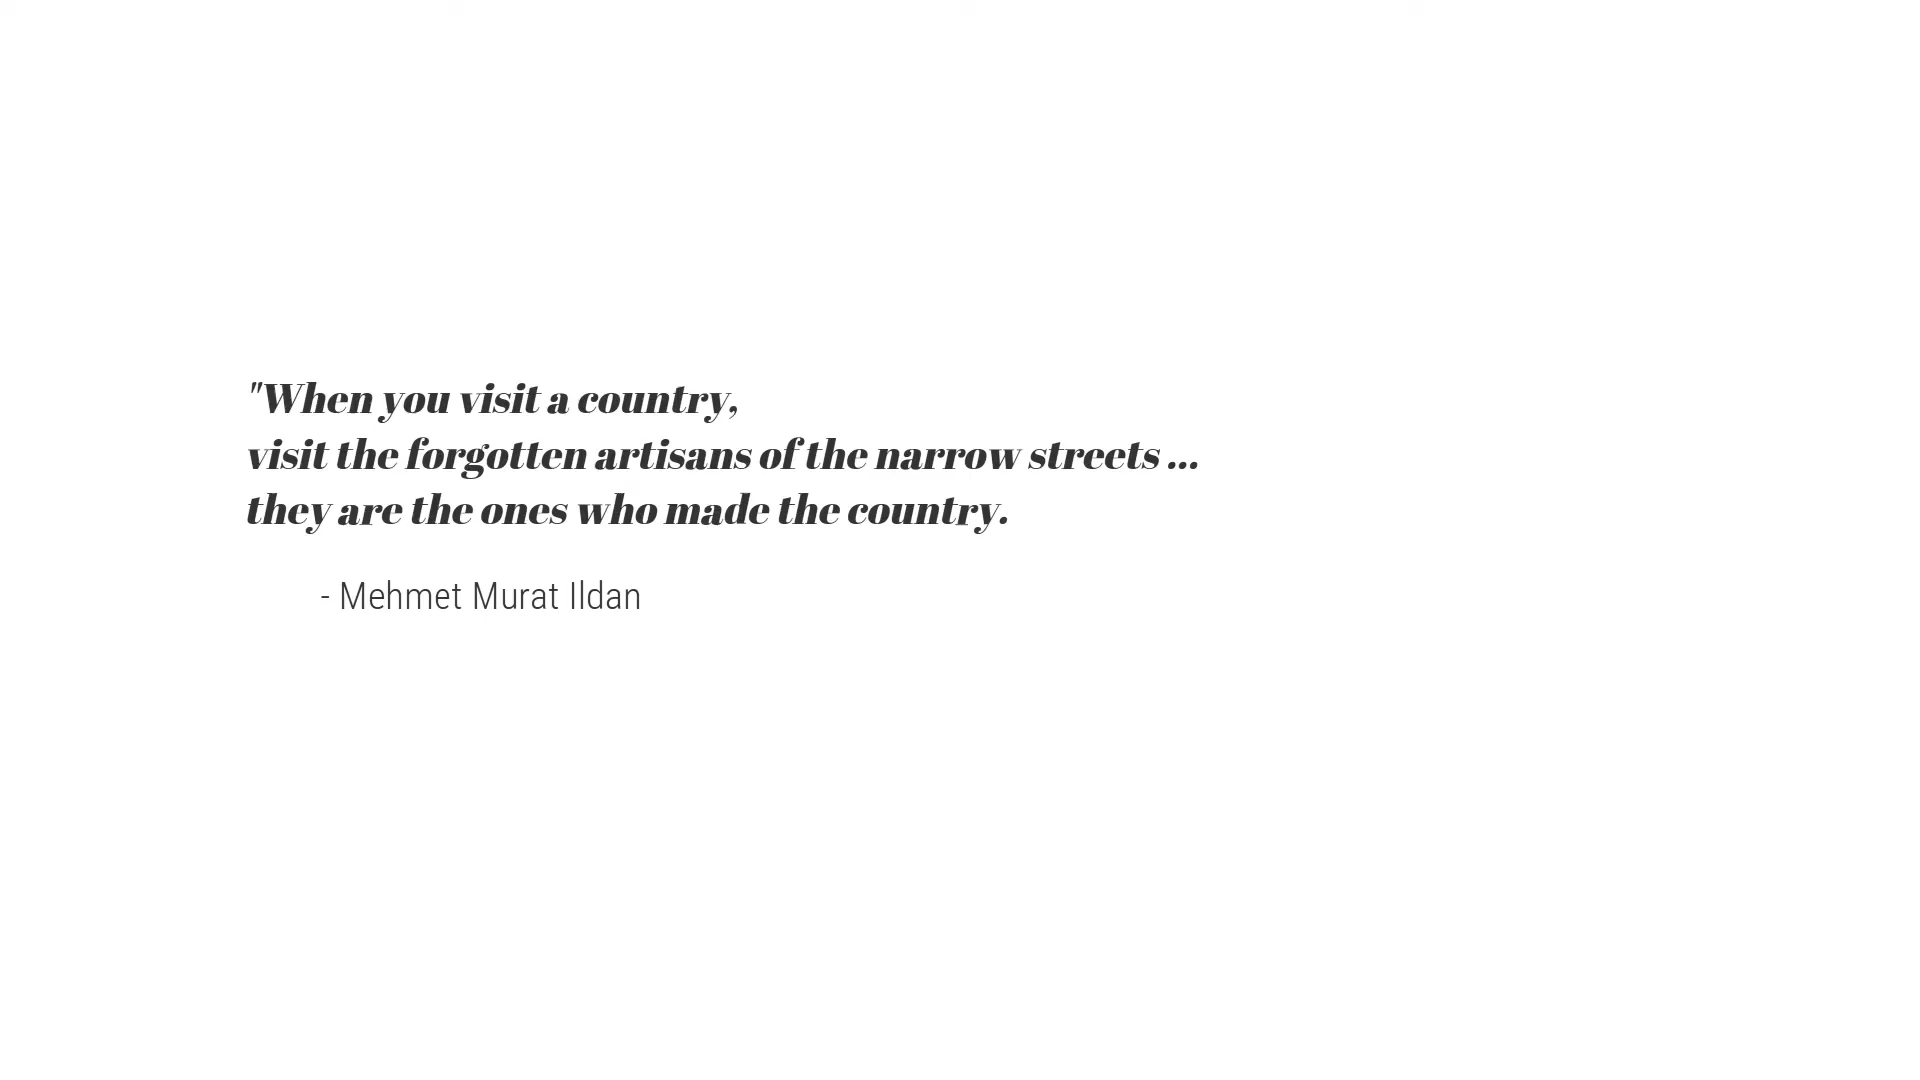 "When you visit a country,
visit the forgotten artisans of the narrow streets ...
they are the ones who made the country.
- Mehmet Murat Ildan